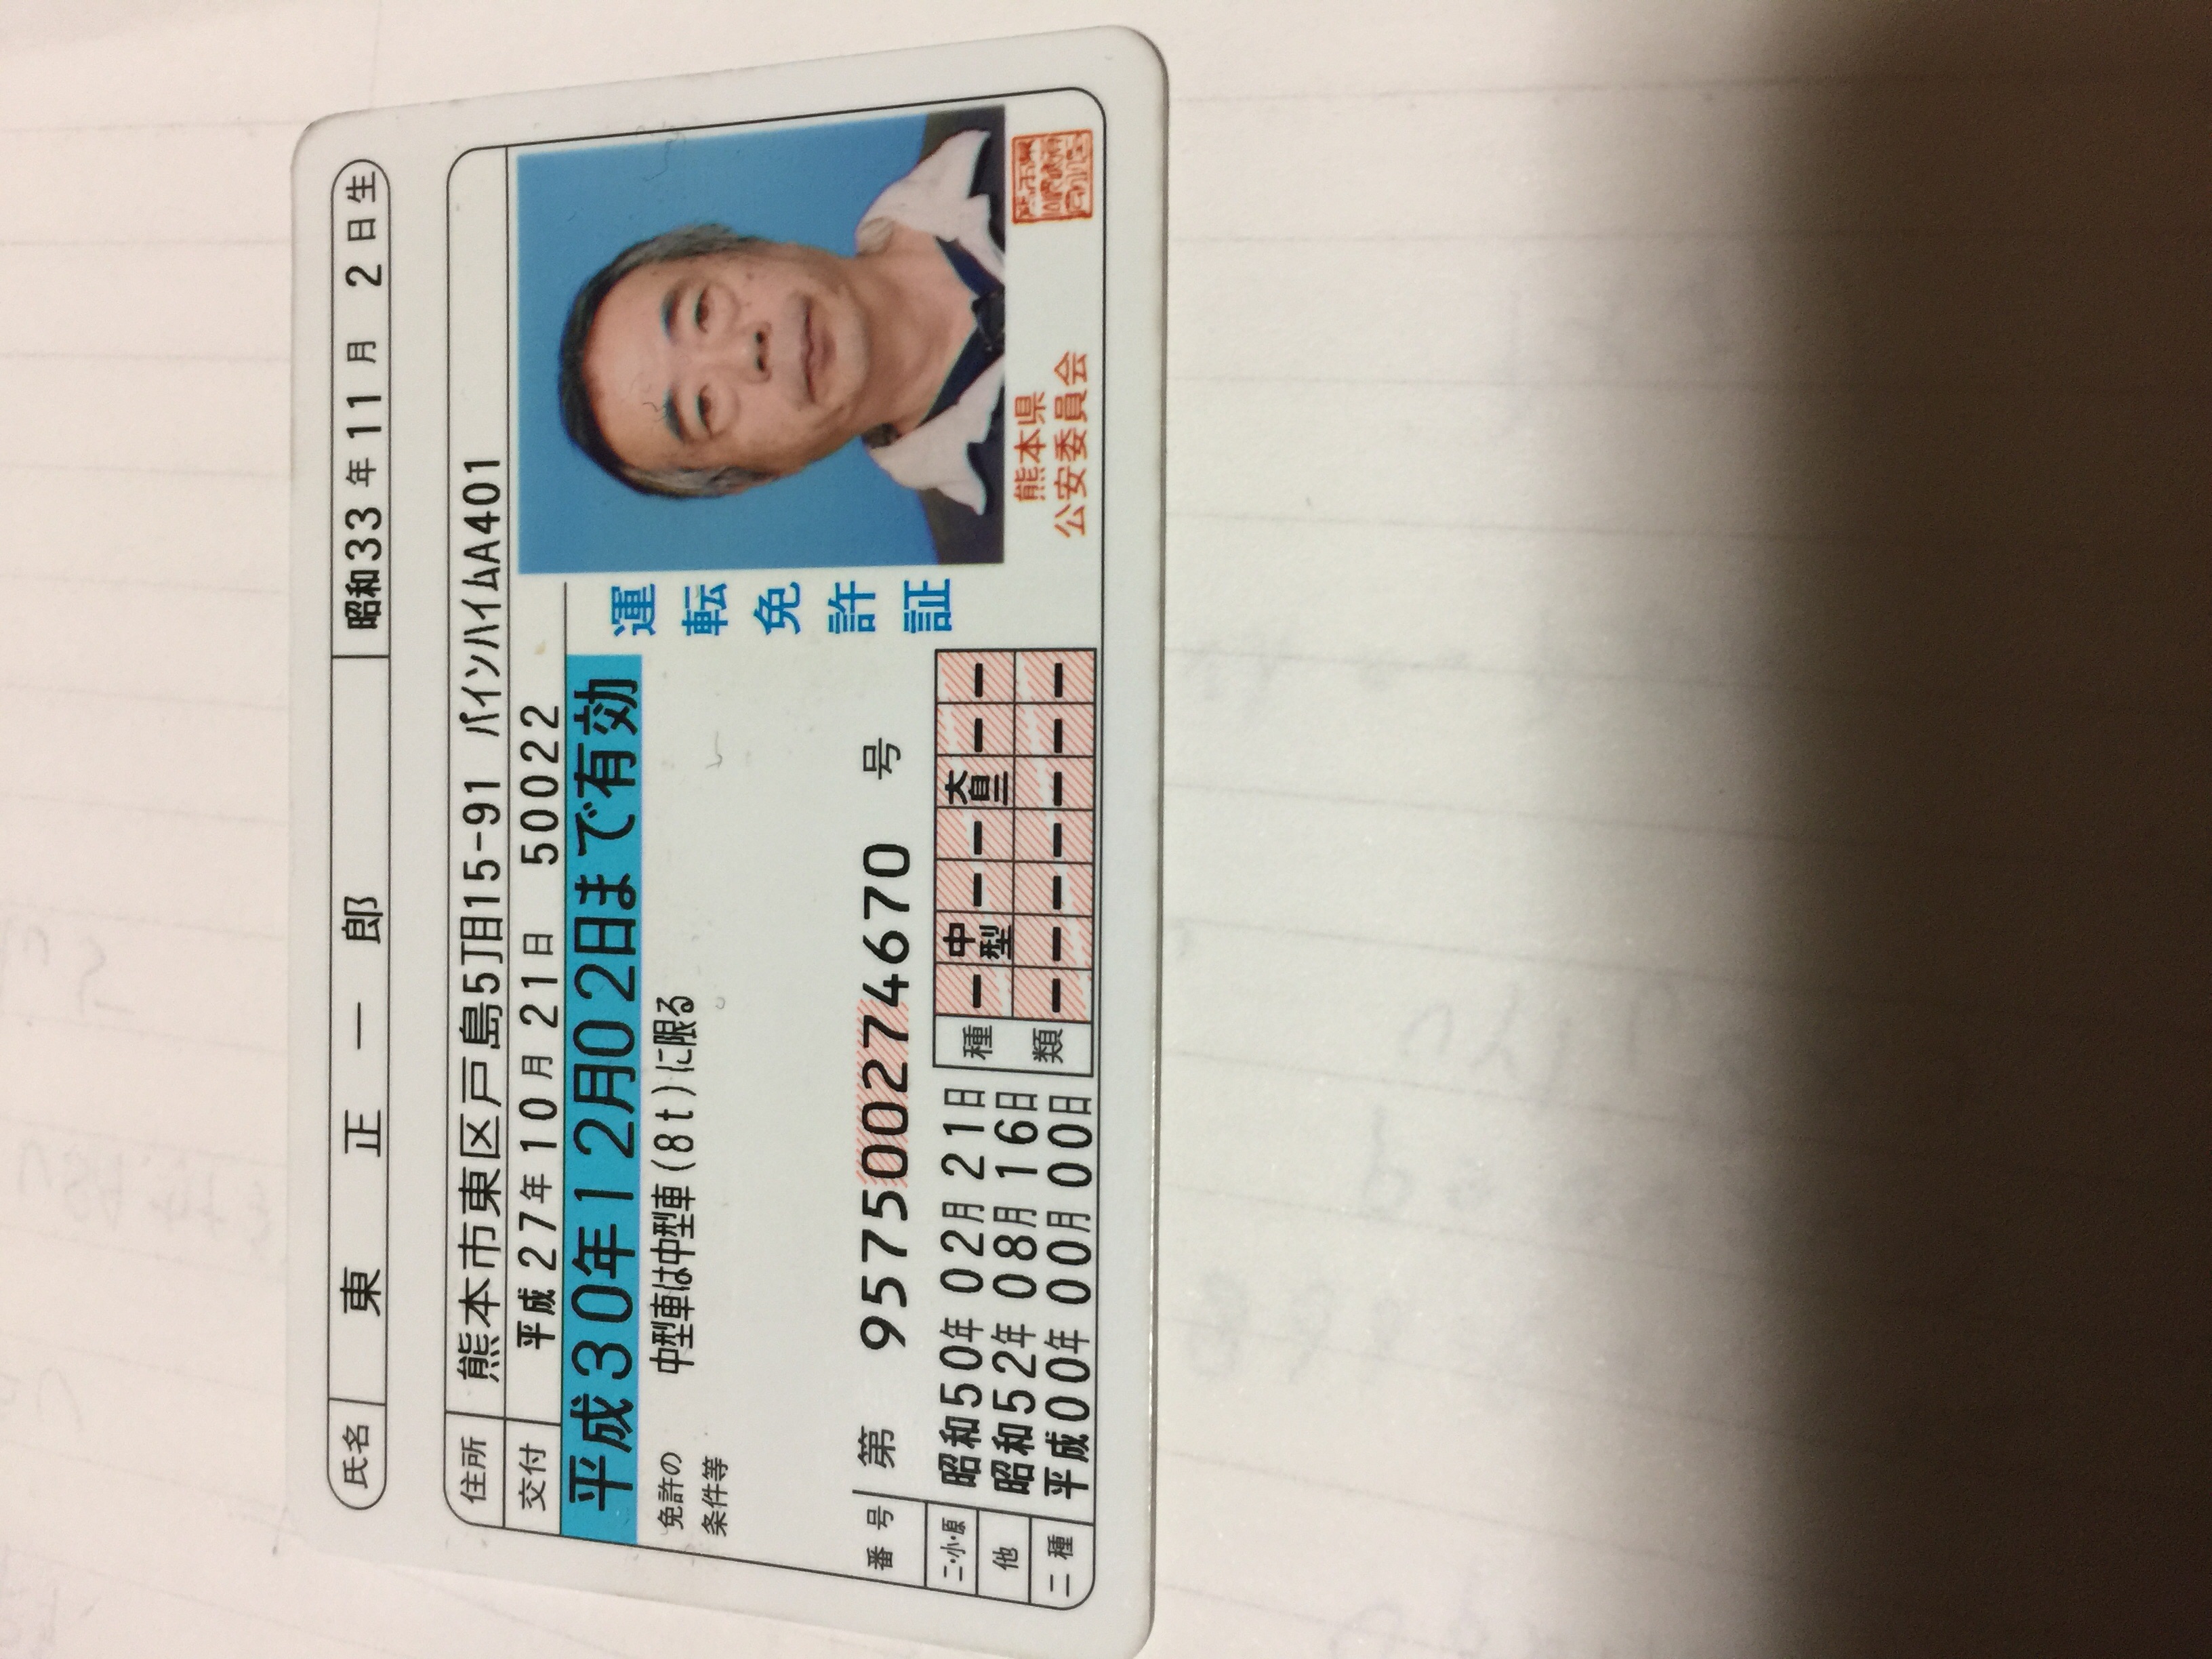 氏名 東 正一郎 昭和33年11月 2日生
住所 熊本市東区戸島5丁目15-91 パインハイムA401
交付 平成27年10月21日 50022
平成30年12月02日まで有効
免許の
条件等
中型車は中型車(8t)に限る
運転免許証
番号 第 957500274670 号
二・小・原 昭和50年02月21日
他 昭和52年08月16日
二種 平成00年00月00日
種類 ー 中型 ー ー 大自二 ー ー
ー ー ー ー ー ー ー
熊本県
公安委員会